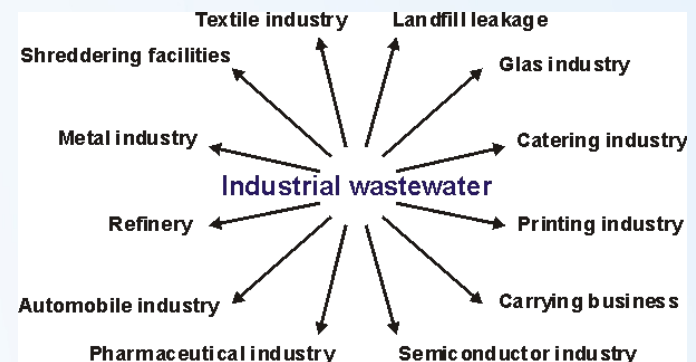 Textile industry
Landfill leakage
Shreddering facilities
Glas industry
Metal industry
Catering industry
Industrial wastewater
Refinery
Printing industry
Automobile industry
Carrying business
Pharmaceutical industry
Semiconductor industry